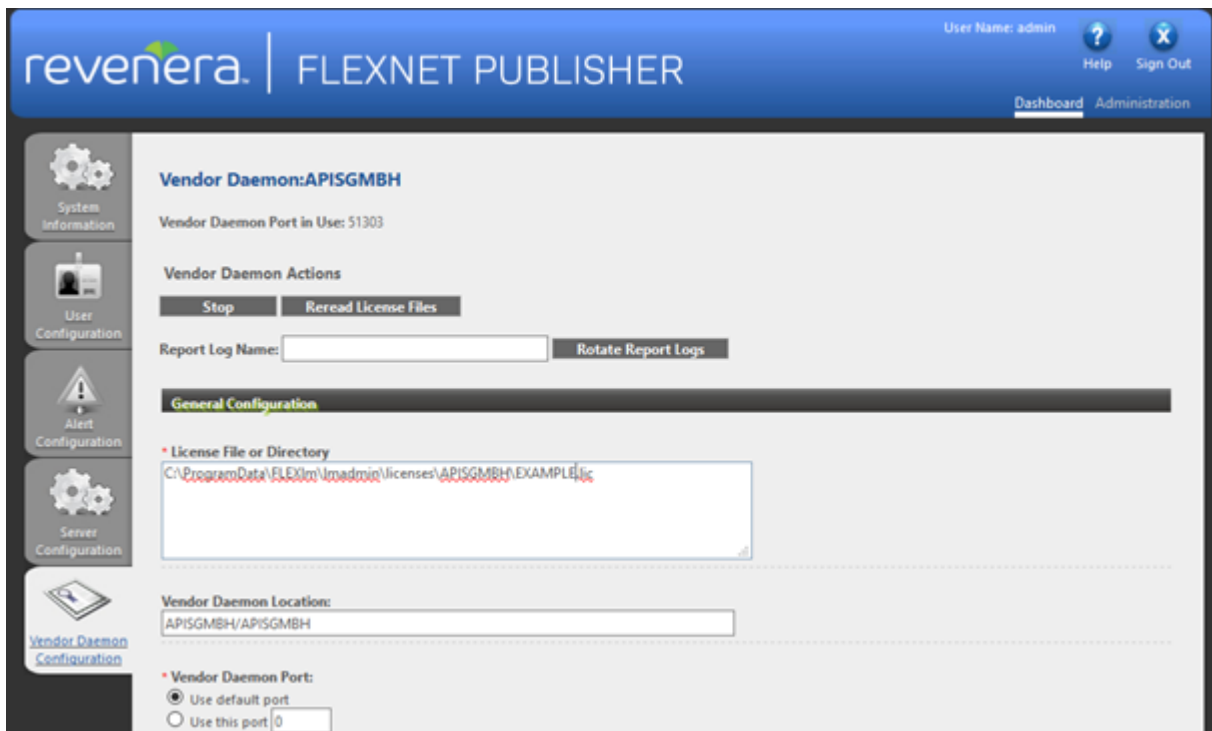 User Name: admin
? X
Help Sign Out
revenera. FLEXNET PUBLISHER
Dashboard Administration
System
Information
User
Configuration
Alert
Configuration
Server
Configuration
Vendor Daemon
Configuration
Vendor Daemon:APISGMBH
Vendor Daemon Port in Use: 51303
Vendor Daemon Actions
Stop Reread License Files
Report Log Name: Rotate Report Logs
General Configuration
* License File or Directory
C:\ProgramData\FLEXlm\lmadmin\licenses\APISGMBH\EXAMPLE.lic
Vendor Daemon Location:
APISGMBH/APISGMBH
* Vendor Daemon Port:
Use default port
Use this port 0